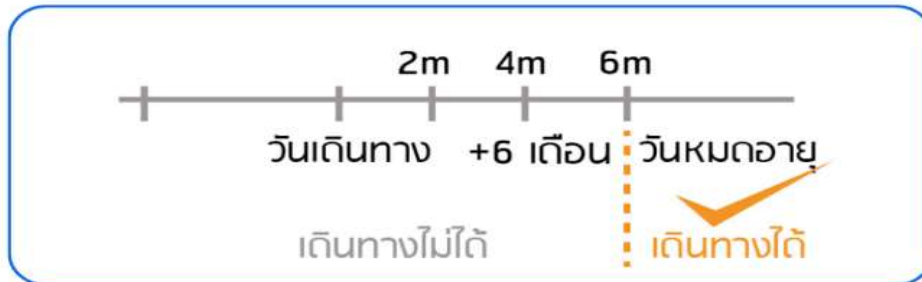 2m 4m 6m
วันเดินทาง +6 เดือน วันหมดอายุ
เดินทางไม่ได้ เดินทางได้